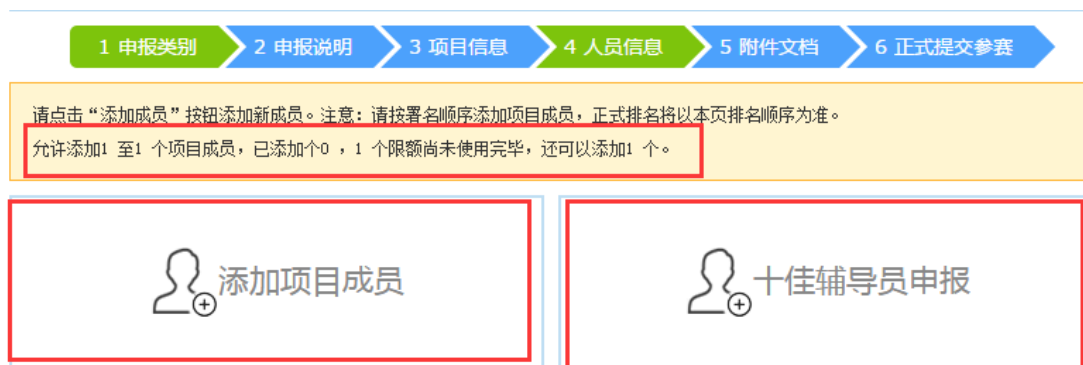 1 申报类别 2 申报说明 3 项目信息 4 人员信息 5 附件文档 6 正式提交参赛
请点击“添加成员”按钮添加新成员。注意：请按署名顺序添加项目成员，正式排名将以本页排名顺序为准。
允许添加1 至1 个项目成员，已添加个0 ，1 个限额尚未使用完毕，还可以添加1 个。
添加项目成员 十佳辅导员申报